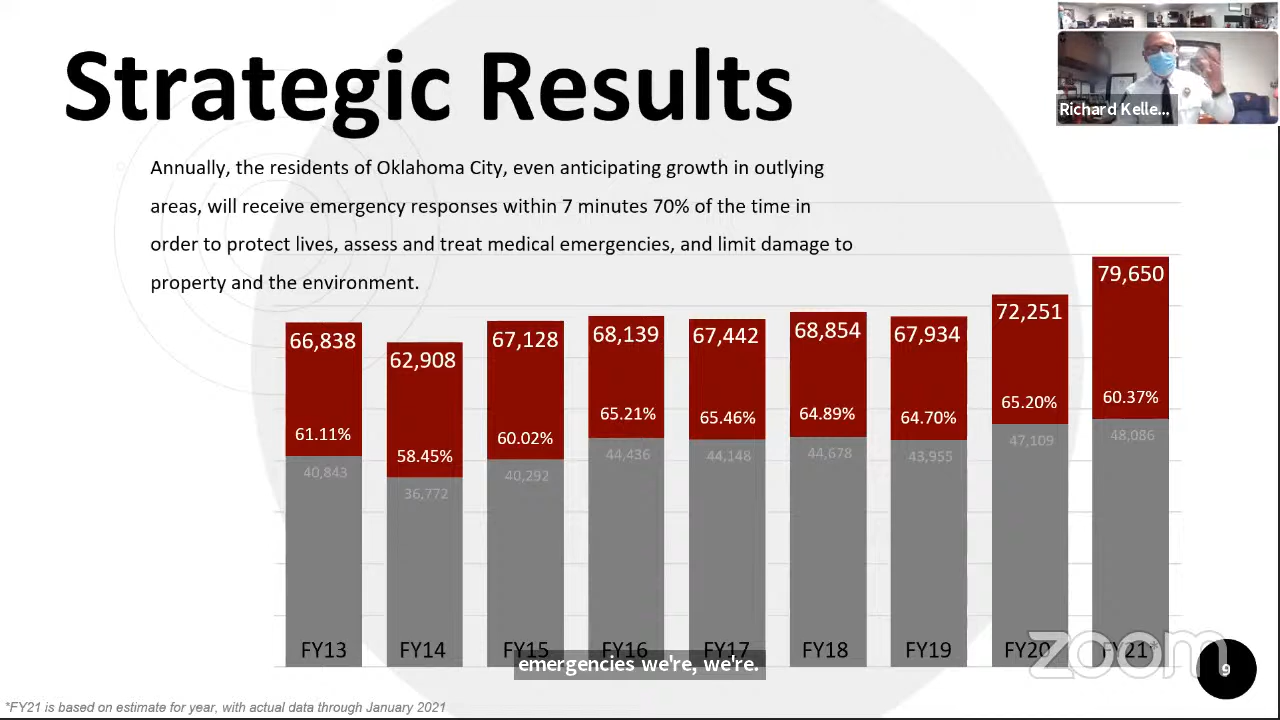 Strategic Results
Richard Kelle...
Annually, the residents of Oklahoma City, even anticipating growth in outlying
areas, will receive emergency responses within 7 minutes 70% of the time in
order to protect lives, assess and treat medical emergencies, and limit damage to
property and the environment.
66,838 62,908 67,128 68,139 67,442 68,854 67,934 72,251 79,650
61.11% 58.45% 60.02% 65.21% 65.46% 64.89% 64.70% 65.20% 60.37%
40,843 36,772 40,292 44,436 44,148 44,678 43,955 47,109 48,086
FY13 FY14 FY15 FY16 FY17 FY18 FY19 FY20 FY21*
emergencies we're, we're.
zoom
9
*FY21 is based on estimate for year, with actual data through January 2021